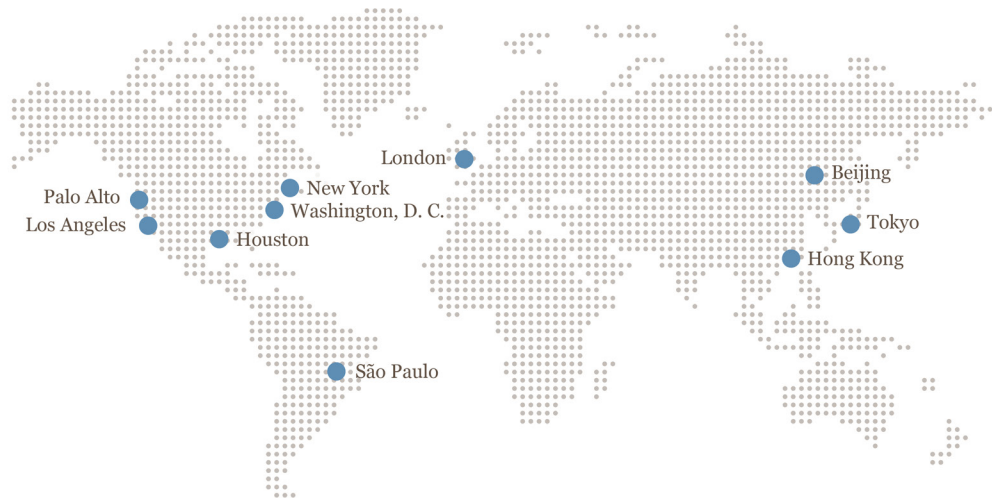 London
Beijing
New York
Palo Alto
Washington, D. C.
Los Angeles
Tokyo
Houston
Hong Kong
São Paulo